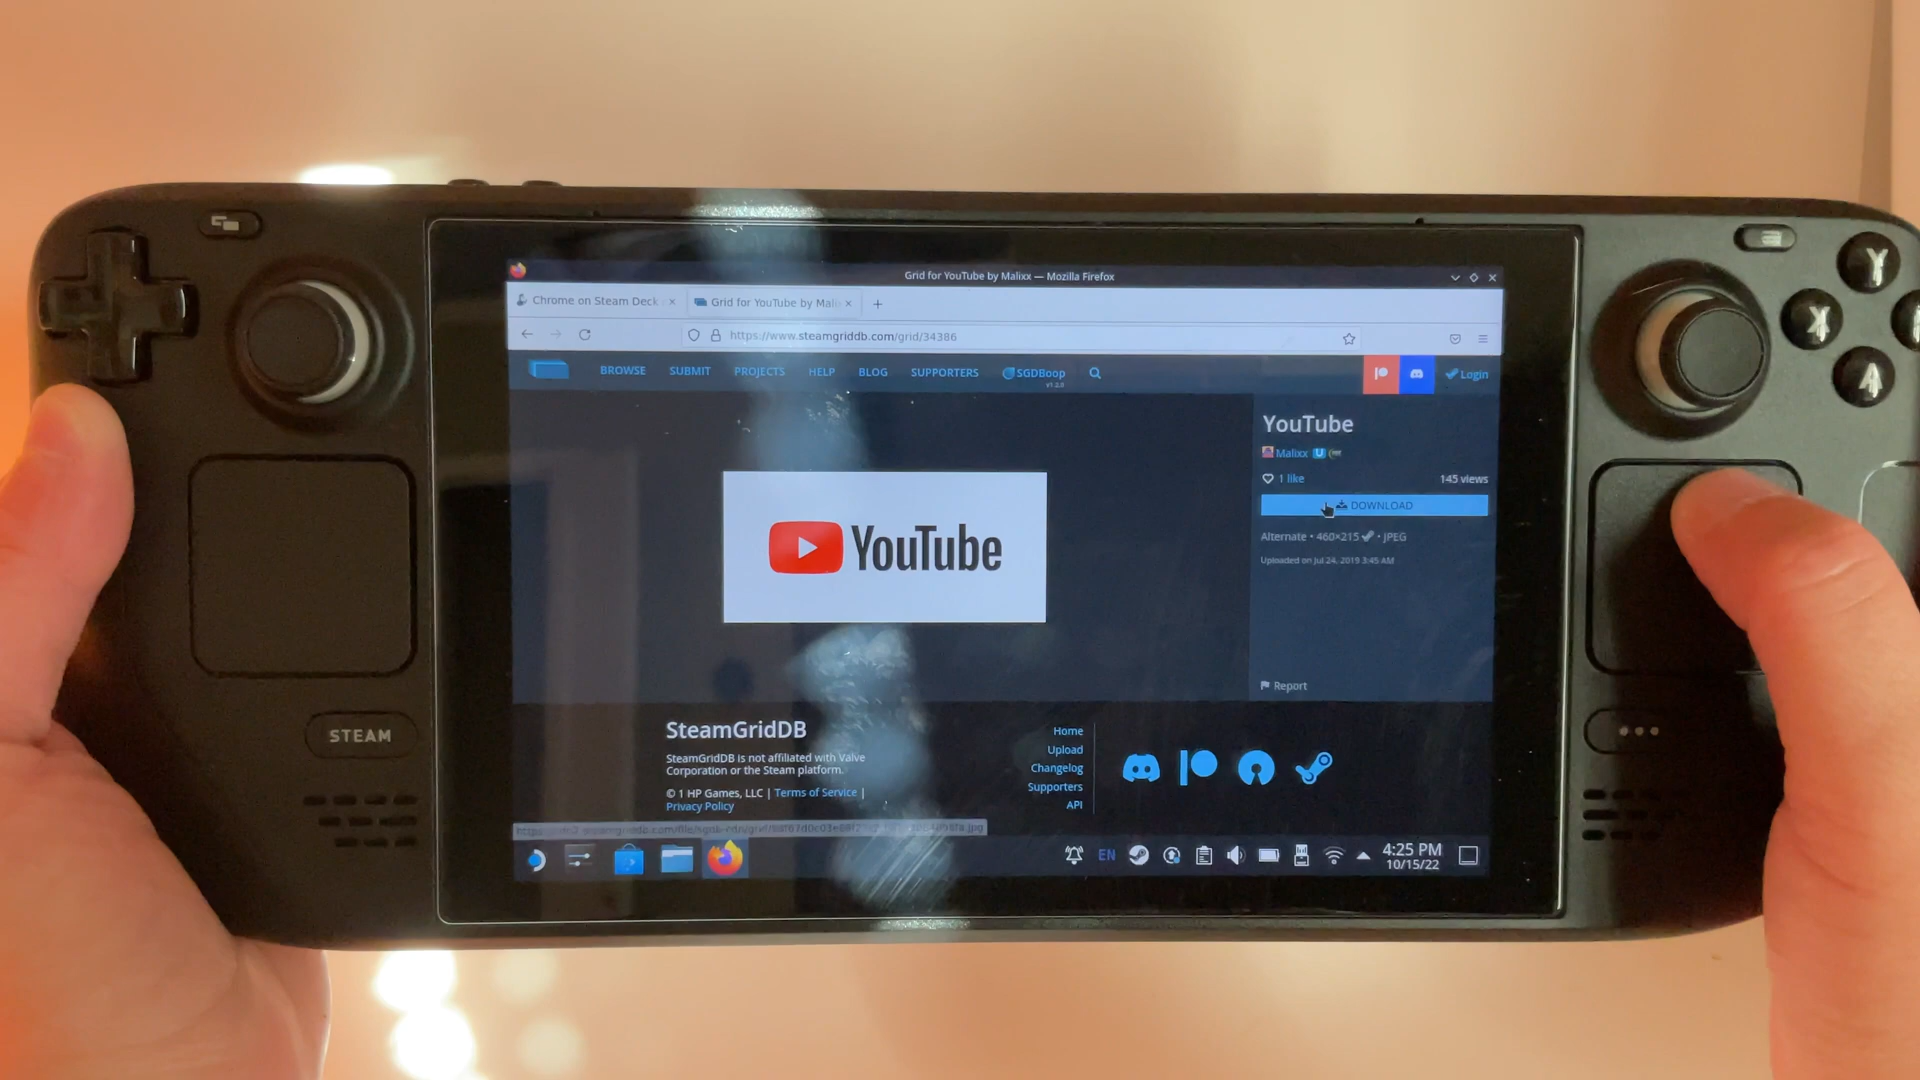 Grid for YouTube by Malixx — Mozilla Firefox
Chrome on Steam Deck
Grid for YouTube by Mali
https://www.steamgriddb.com/grid/34386
BROWSE SUBMIT PROJECTS HELP BLOG SUPPORTERS SGDBoop Login
v1.2.0
YouTube
Malixx U
1 like 145 views
DOWNLOAD
YouTube
Alternate • 460×215 • JPEG
Uploaded on Jul 24, 2019 3:45 AM
Report
SteamGridDB
SteamGridDB is not affiliated with Valve
Corporation or the Steam platform.
© 1 HP Games, LLC | Terms of Service |
Privacy Policy
Home
Upload
Changelog
Supporters
API
EN
4:25 PM
10/15/22
STEAM
Y
X
A